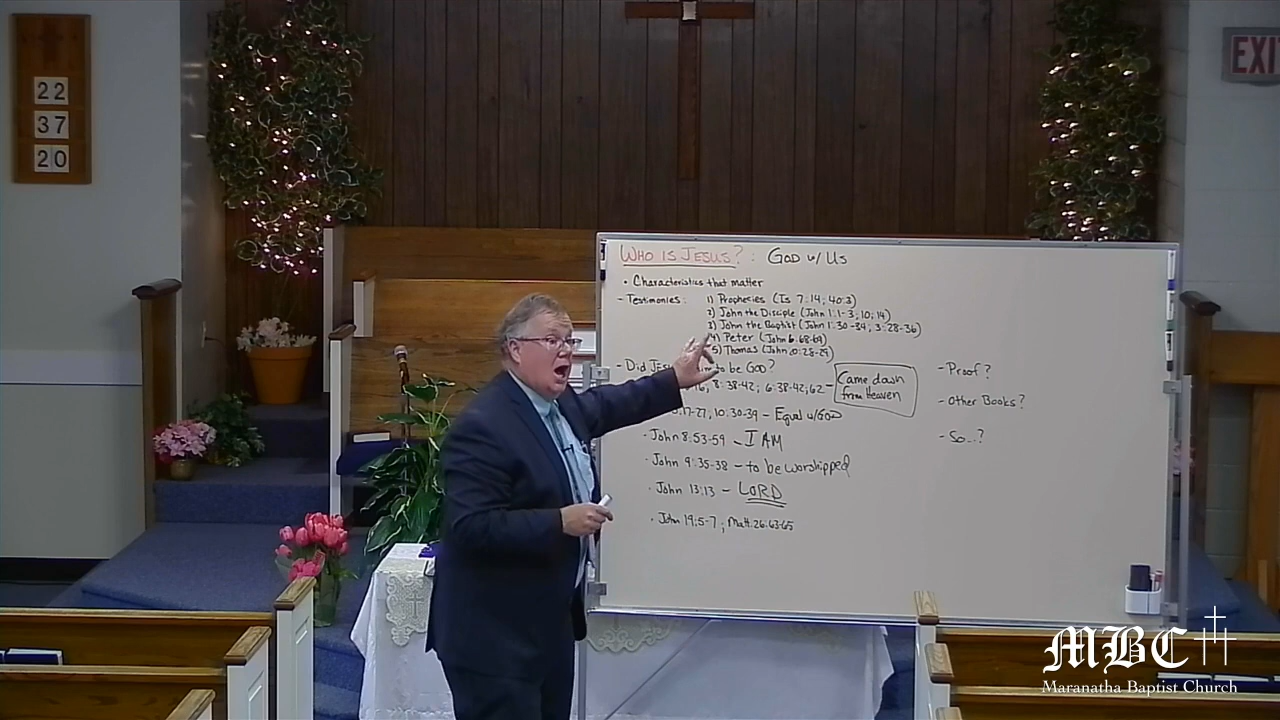 22
37
20
EXI
WHO IS JESUS? : GOD w/ US
• Characteristics that matter
- Testimonies: 1) Prophecies (Is 7:14; 40:3)
2) John the Disciple (John 1:1-3, 10; 14)
3) John the Baptist (John 1:30-34; 3:28-36)
4) Peter (John 6:68-69)
5) Thomas (John 20:28-29)
- Did Jesus to be GOD?
8:38-42; 6:38-42; 62 - Came down from Heaven
17-27; 10:30-39 - Equal w/GOD
- John 8:53-59 - I AM
- John 9:35-38 - to be worshipped
• John 13:13 - LORD
• John 19:5-7; Matt. 26:63-65
- Proof?
- Other Books?
- So...?
MBC
Maranatha Baptist Church